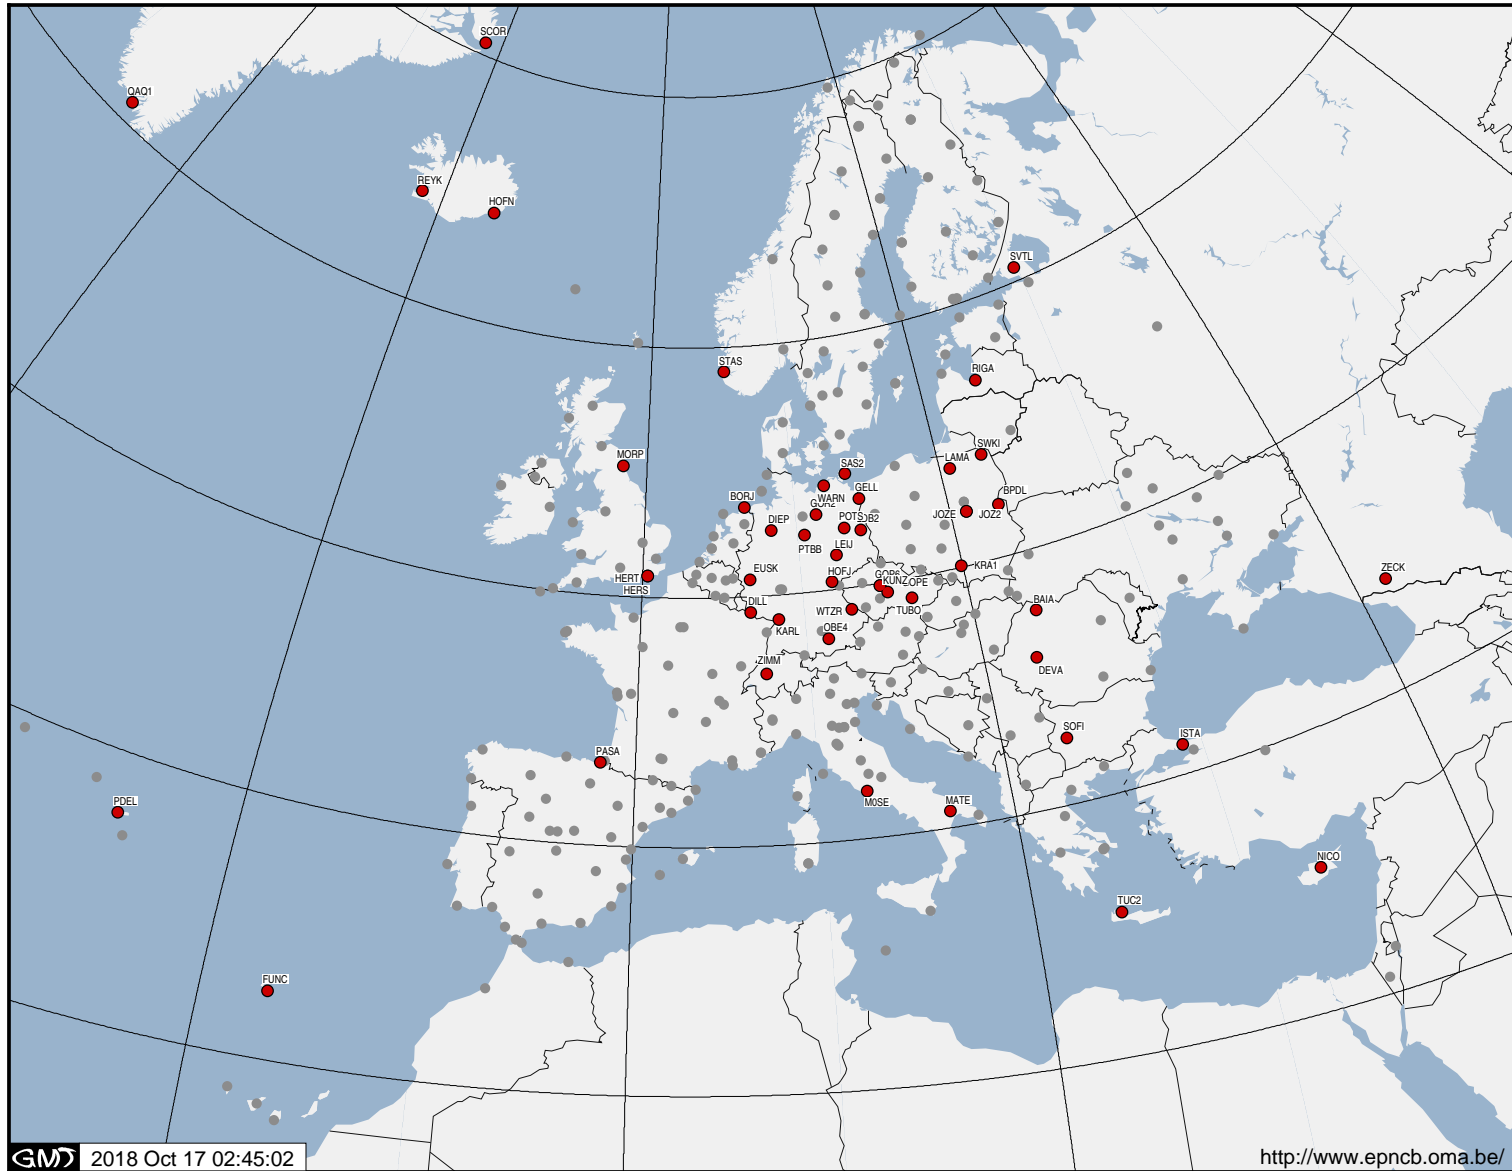 SCOR
QAQ1
REYK
HOFN
SVTL
STAS
RIGA
MORP
SWKI
LAMA
SAS2
WARN
GELL
BPDL
BORJ
JOZE
JOZ2
DIEP
POTS
PTBB
LEIJ
KRA1
HERT
HERS
EUSK
HOFJ
KUNZ
ZECK
DILL
WTZR
TUBO
BAIA
KARL
OBE4
ZIMM
DEVA
SOFI
ISTA
PASA
PDEL
M0SE
MATE
NICO
TUC2
FUNC
GMT
2018 Oct 17 02:45:02
http://www.epncb.oma.be/